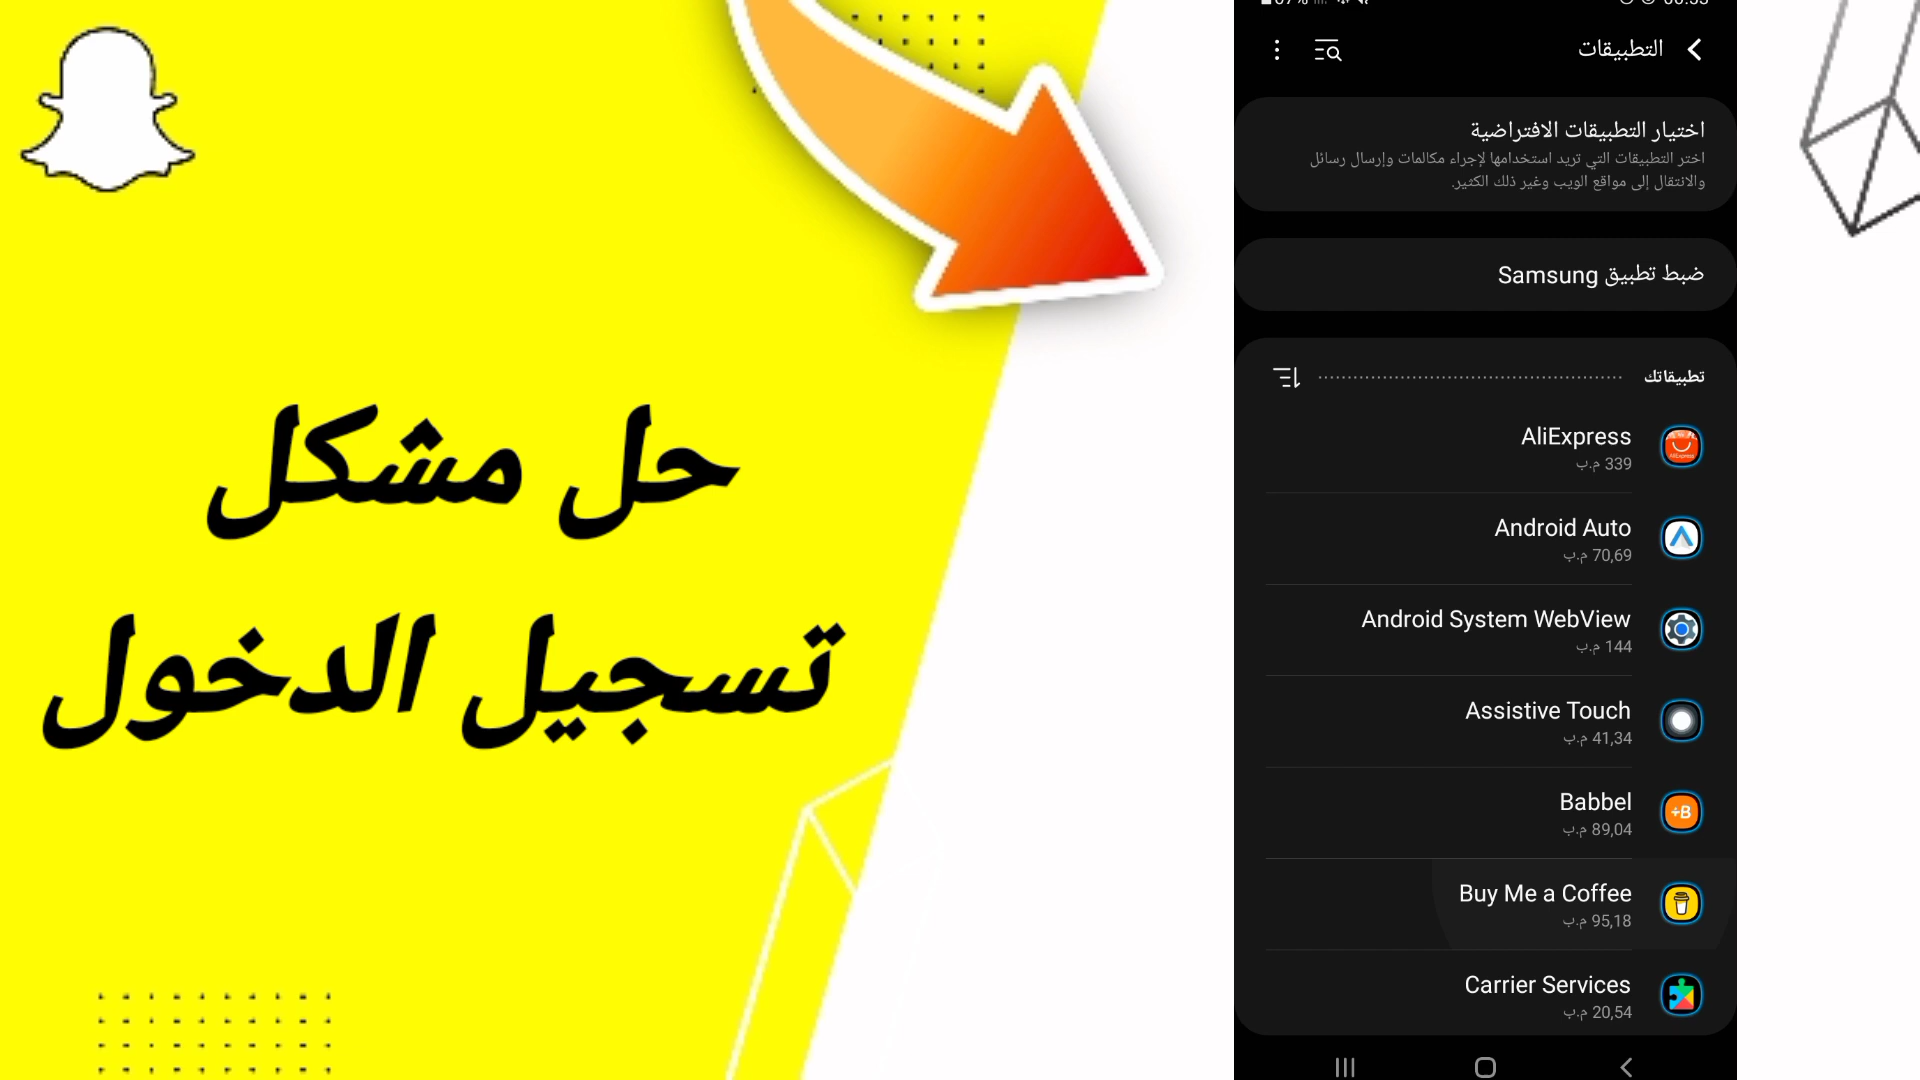 حل مشكل
تسجيل الدخول
التطبيقات
اختيار التطبيقات الافتراضية
اختر التطبيقات التي تريد استخدامها لإجراء مكالمات وإرسال رسائل
والانتقال إلى مواقع الويب وغير ذلك الكثير.
ضبط تطبيق Samsung
تطبيقاتك
AliExpress
339 م.ب
Android Auto
70,69 م.ب
Android System WebView
144 م.ب
Assistive Touch
41,34 م.ب
Babbel
89,04 م.ب
Buy Me a Coffee
95,18 م.ب
Carrier Services
20,54 م.ب